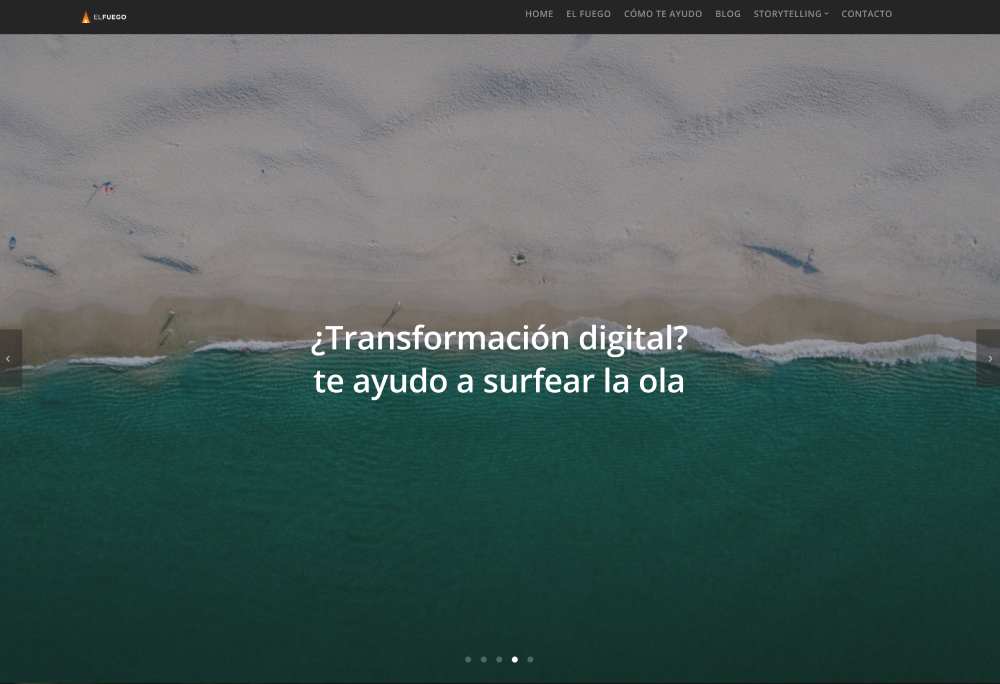 ELFUEGO
HOME EL FUEGO CÓMO TE AYUDO BLOG STORYTELLING CONTACTO
¿Transformación digital?
te ayudo a surfear la ola